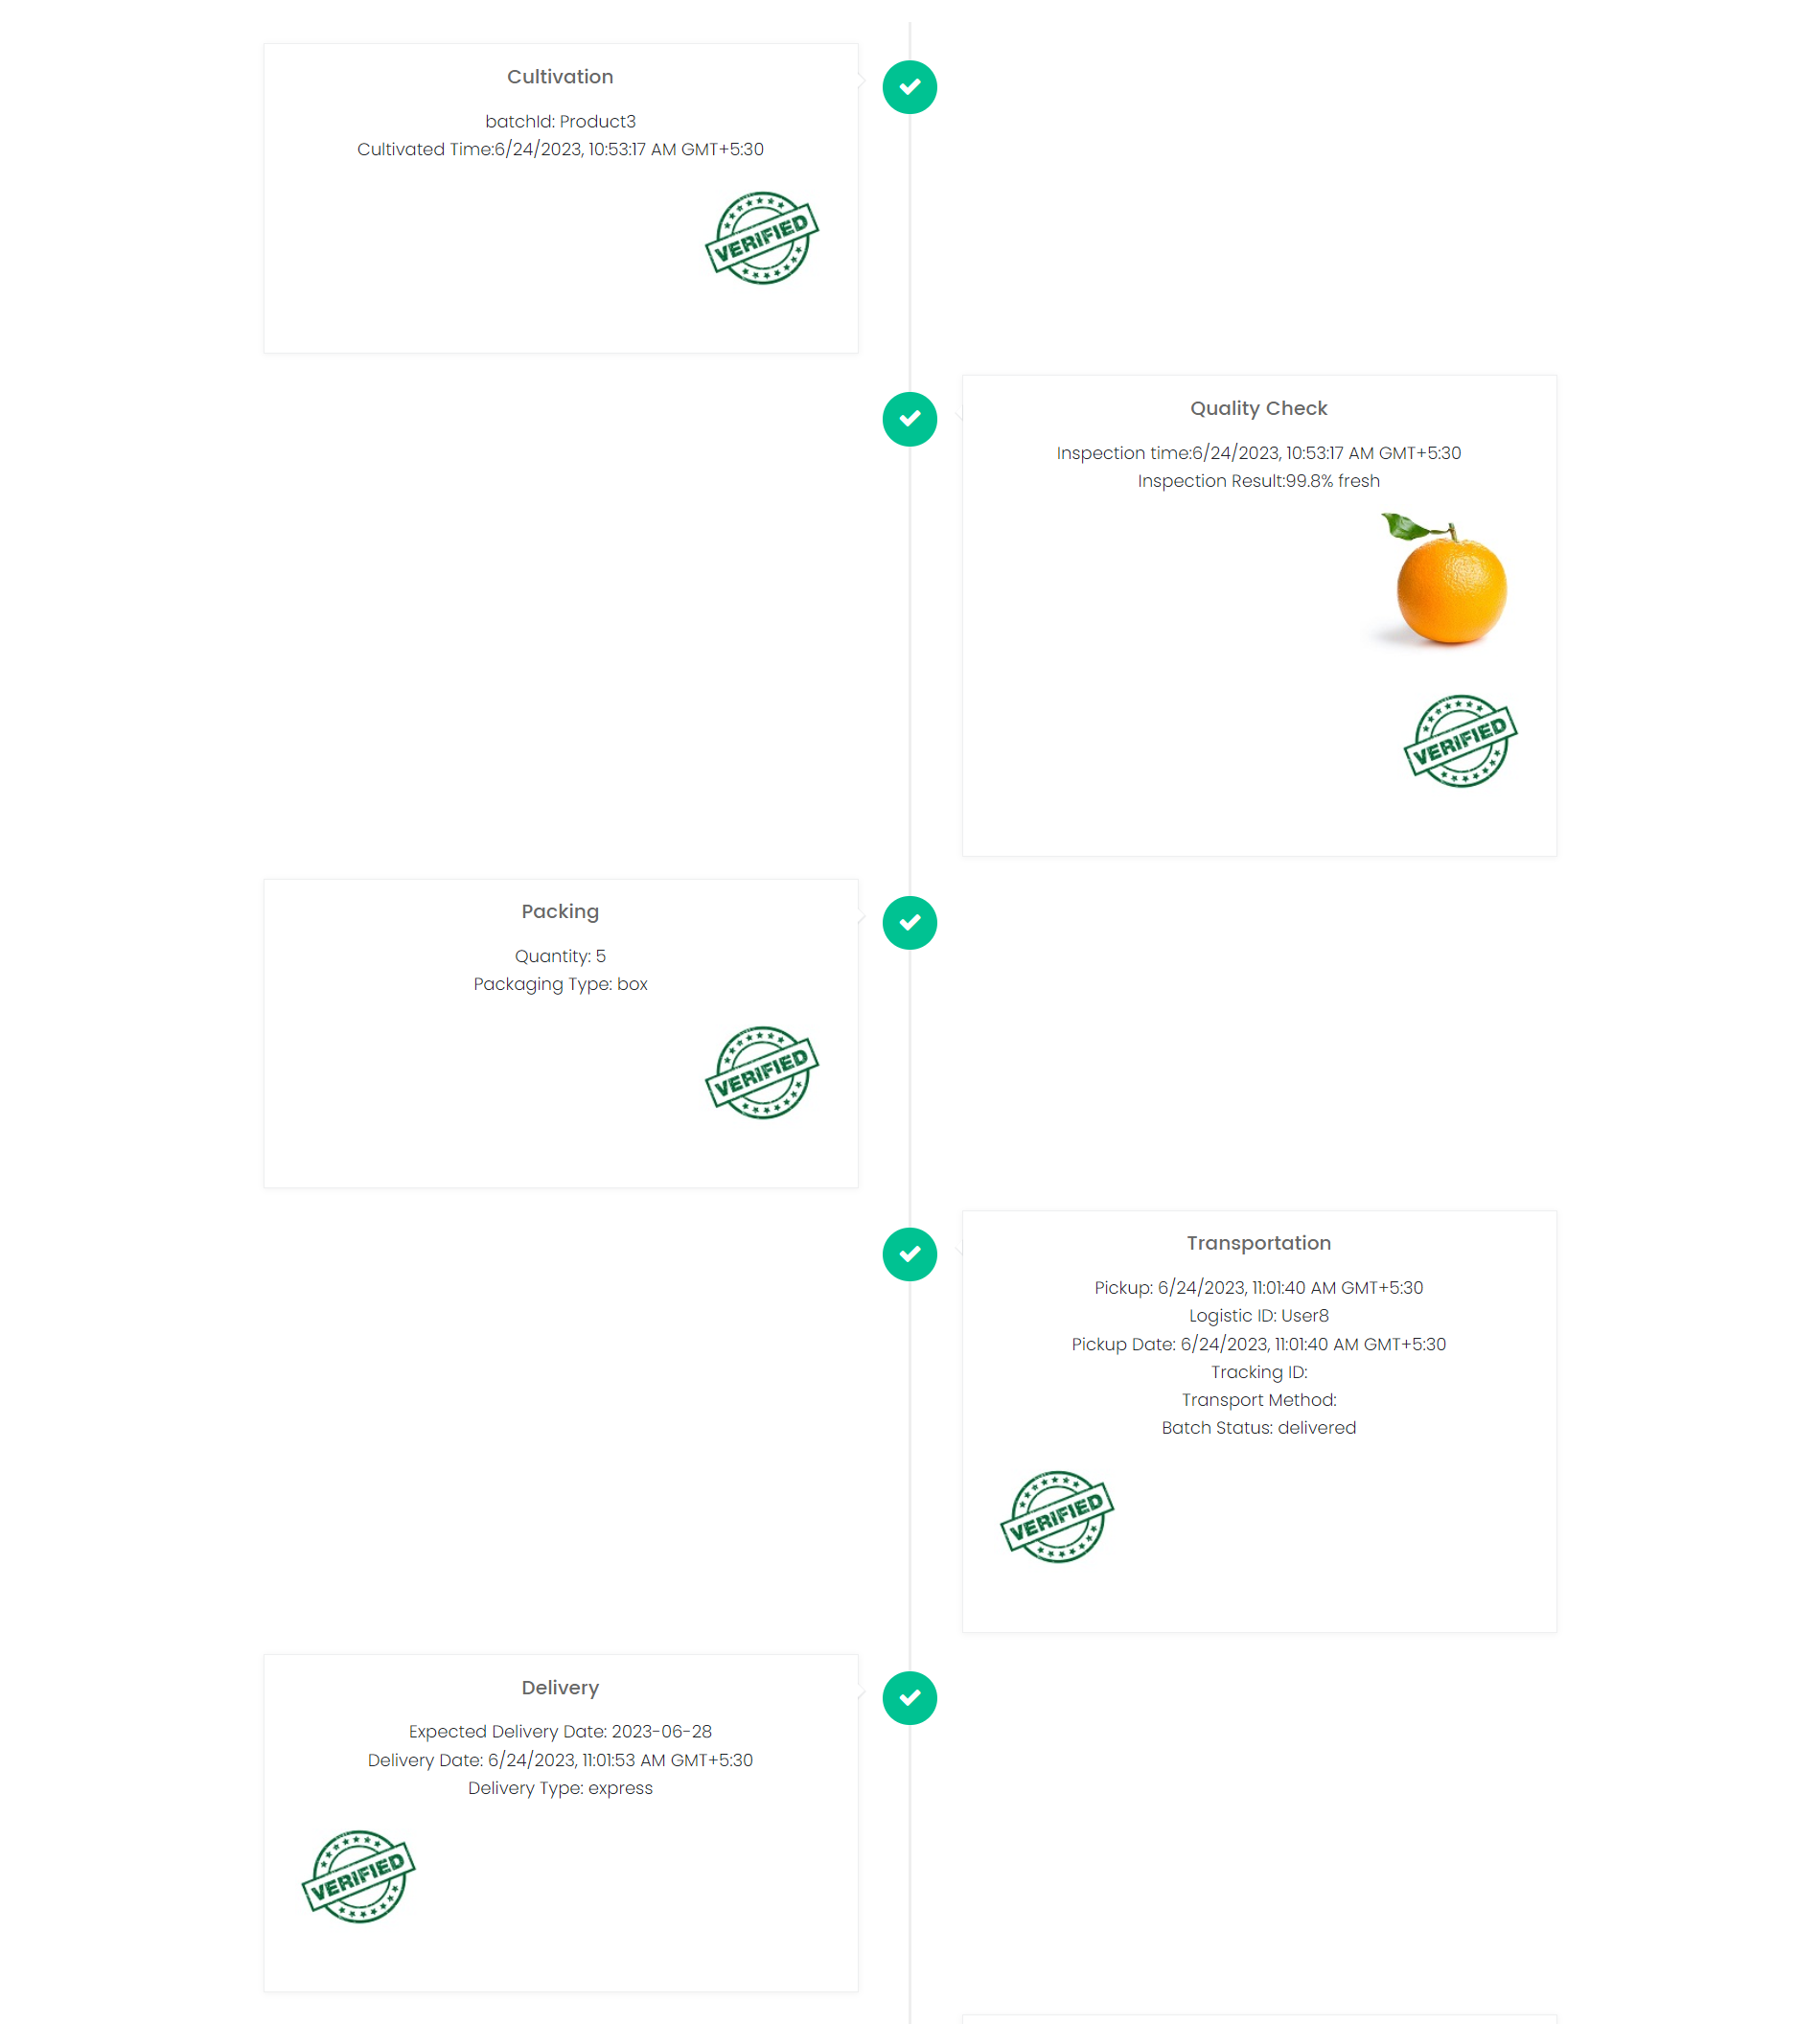 Cultivation
batchId: Product3
Cultivated Time:6/24/2023, 10:53:17 AM GMT+5:30
VERIFIED
Quality Check
Inspection time:6/24/2023, 10:53:17 AM GMT+5:30
Inspection Result:99.8% fresh
VERIFIED
Packing
Quantity: 5
Packaging Type: box
VERIFIED
Transportation
Pickup: 6/24/2023, 11:01:40 AM GMT+5:30
Logistic ID: User8
Pickup Date: 6/24/2023, 11:01:40 AM GMT+5:30
Tracking ID:
Transport Method:
Batch Status: delivered
VERIFIED
Delivery
Expected Delivery Date: 2023-06-28
Delivery Date: 6/24/2023, 11:01:53 AM GMT+5:30
Delivery Type: express
VERIFIED